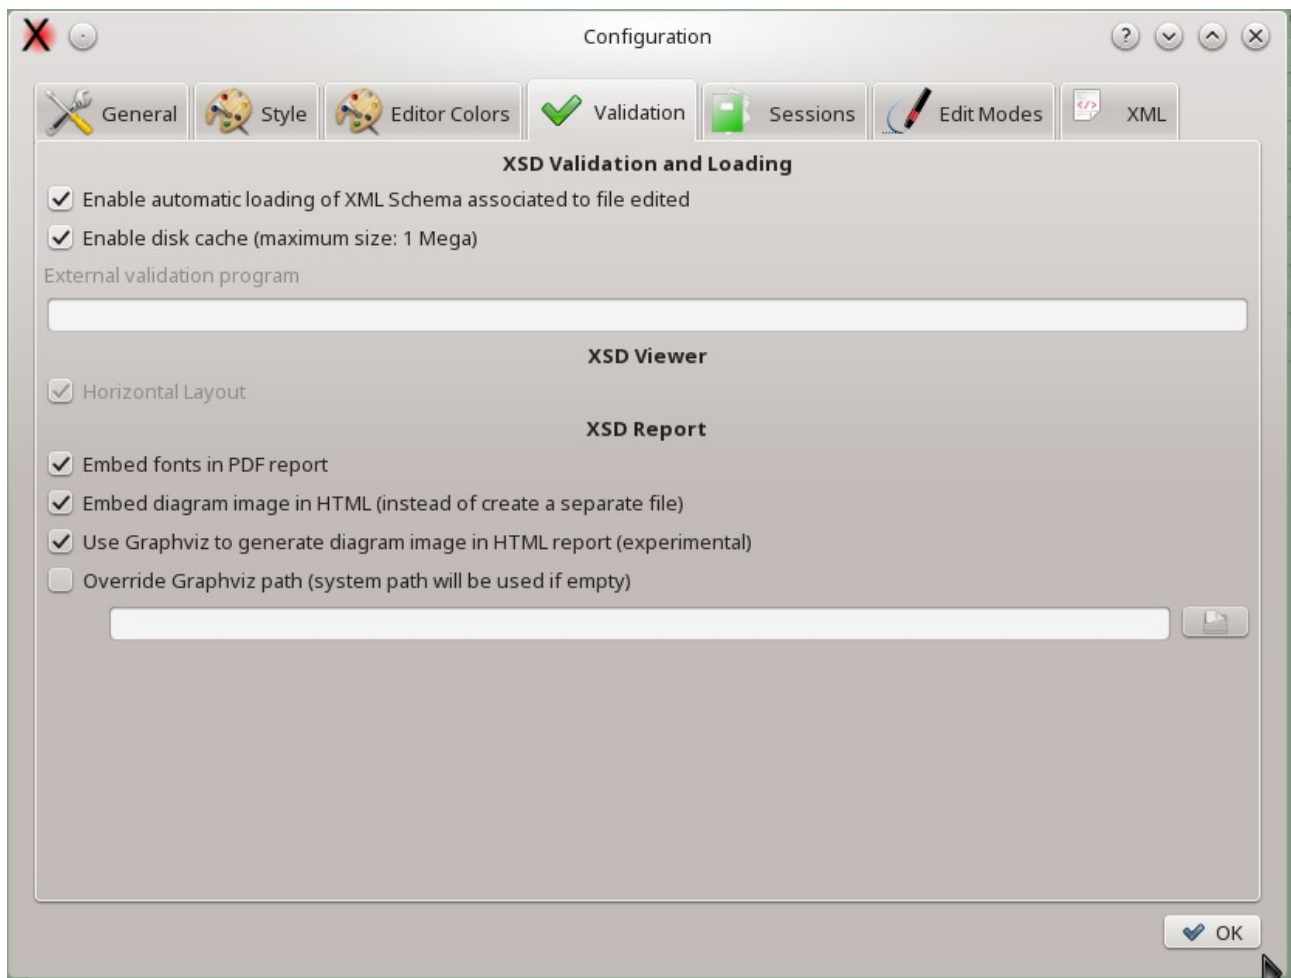 Configuration
General Style Editor Colors Validation Sessions Edit Modes XML
XSD Validation and Loading
Enable automatic loading of XML Schema associated to file edited
Enable disk cache (maximum size: 1 Mega)
External validation program
XSD Viewer
Horizontal Layout
XSD Report
Embed fonts in PDF report
Embed diagram image in HTML (instead of create a separate file)
Use Graphviz to generate diagram image in HTML report (experimental)
Override Graphviz path (system path will be used if empty)
OK